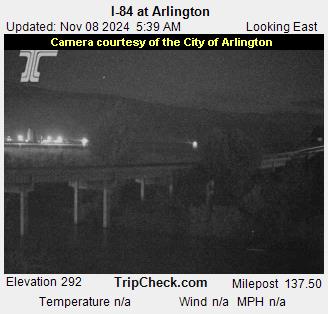 I-84 at Arlington
Updated: Nov 08 2024 5:39 AM Looking East
Camera courtesy of the City of Arlington
Elevation 292 TripCheck.com Milepost 137.50
Temperature n/a Wind n/a MPH n/a